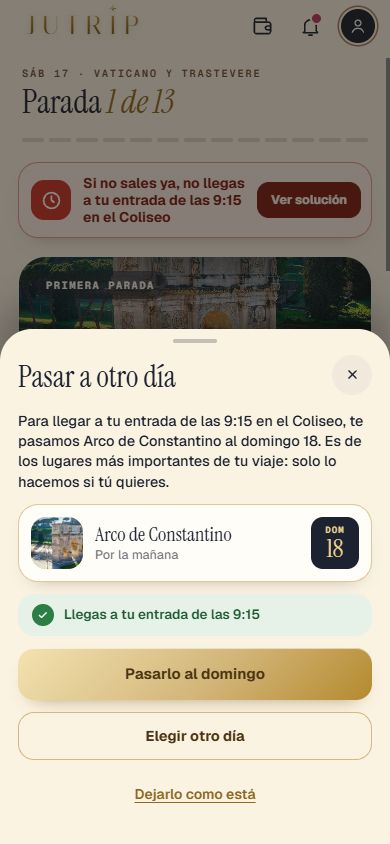 JUTRIP
SÁB 17 · VATICANO Y TRASTEVERE
Parada 1 de 13
Si no sales ya, no llegas
a tu entrada de las 9:15
en el Coliseo
Ver solución
PRIMERA PARADA
Pasar a otro día
Para llegar a tu entrada de las 9:15 en el Coliseo, te
pasamos Arco de Constantino al domingo 18. Es de
los lugares más importantes de tu viaje: solo lo
hacemos si tú quieres.
Arco de Constantino
Por la mañana
DOM
18
Llegas a tu entrada de las 9:15
Pasarlo al domingo
Elegir otro día
Dejarlo como está